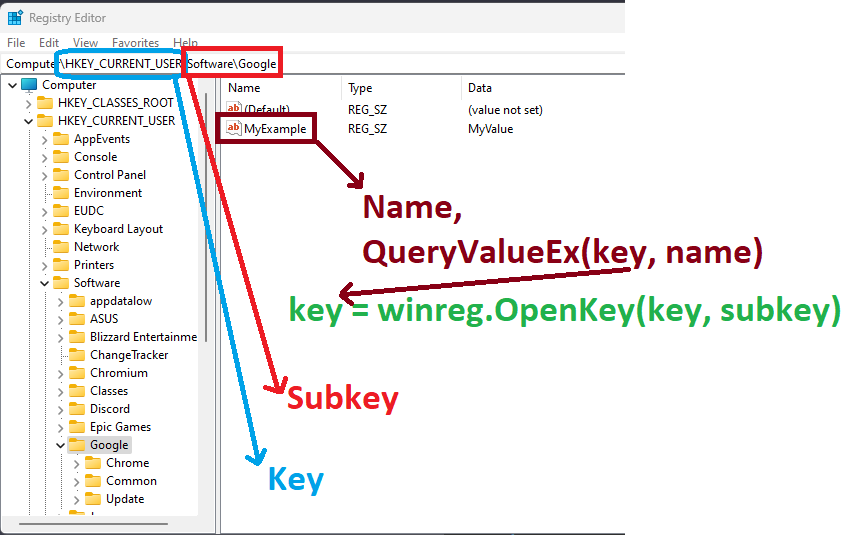 Registry Editor
File Edit View Favorites Help
Computer\HKEY_CURRENT_USER\Software\Google
Computer
HKEY_CLASSES_ROOT
HKEY_CURRENT_USER
AppEvents
Console
Control Panel
Environment
EUDC
Keyboard Layout
Network
Printers
Software
appdatalow
ASUS
Blizzard Entertainme
ChangeTracker
Chromium
Classes
Discord
Epic Games
Google
Chrome
Common
Update
Name Type Data
(Default) REG_SZ (value not set)
MyExample REG_SZ MyValue
Name,
QueryValueEx(key, name)
key = winreg.OpenKey(key, subkey)
Subkey
Key